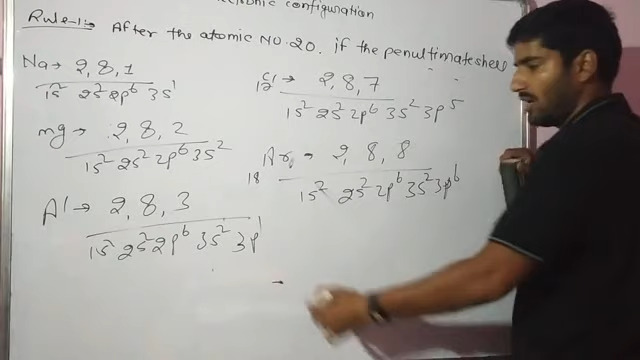 configuration
Rule-1:- After the atomic NO. 20. if the penultimate shell
Na → 2, 8, 1
1s² 2s² 2p⁶ 3s¹
mg → 2, 8, 2
1s² 2s² 2p⁶ 3s²
Al → 2, 8, 3
1s² 2s² 2p⁶ 3s² 3p¹
2, 8, 7
1s² 2s² 2p⁶ 3s² 3p⁵
18 Ar → 2, 8, 8
1s² 2s² 2p⁶ 3s² 3p⁶